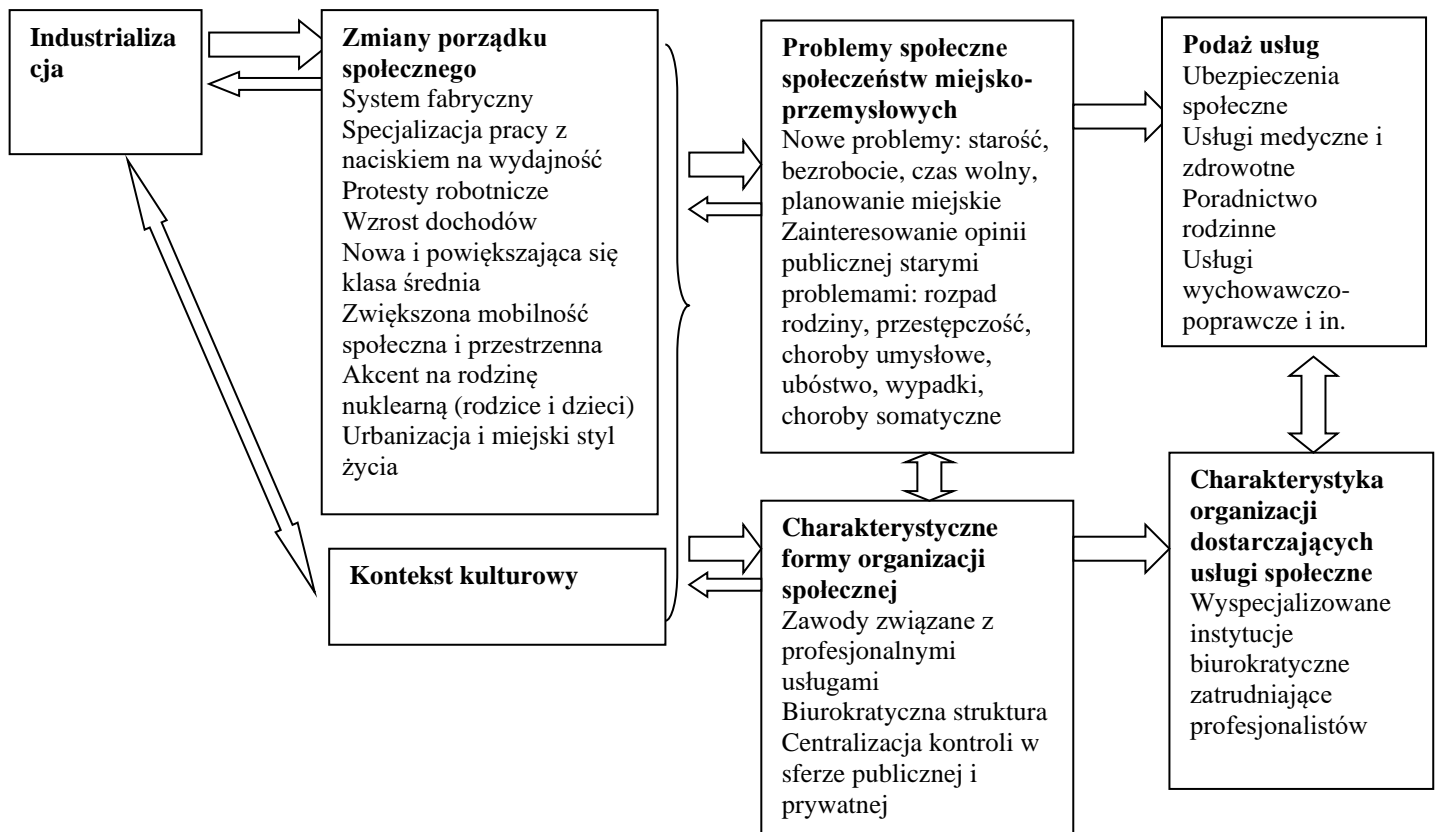 Industrializa
cja
Zmiany porządku
społecznego
System fabryczny
Specjalizacja pracy z
naciskiem na wydajność
Protesty robotnicze
Wzrost dochodów
Nowa i powiększająca się
klasa średnia
Zwiększona mobilność
społeczna i przestrzenna
Akcent na rodzinę
nuklearną (rodzice i dzieci)
Urbanizacja i miejski styl
życia
Kontekst kulturowy
Problemy społeczne
społeczeństw miejsko-
przemysłowych
Nowe problemy: starość,
bezrobocie, czas wolny,
planowanie miejskie
Zainteresowanie opinii
publicznej starymi
problemami: rozpad
rodziny, przestępczość,
choroby umysłowe,
ubóstwo, wypadki,
choroby somatyczne
Charakterystyczne
formy organizacji
społecznej
Zawody związane z
profesjonalnymi
usługami
Biurokratyczna struktura
Centralizacja kontroli w
sferze publicznej i
prywatnej
Podaż usług
Ubezpieczenia
społeczne
Usługi medyczne i
zdrowotne
Poradnictwo
rodzinne
Usługi
wychowawczo-
poprawcze i in.
Charakterystyka
organizacji
dostarczających
usługi społeczne
Wyspecjalizowane
instytucje
biurokratyczne
zatrudniające
profesjonalistów